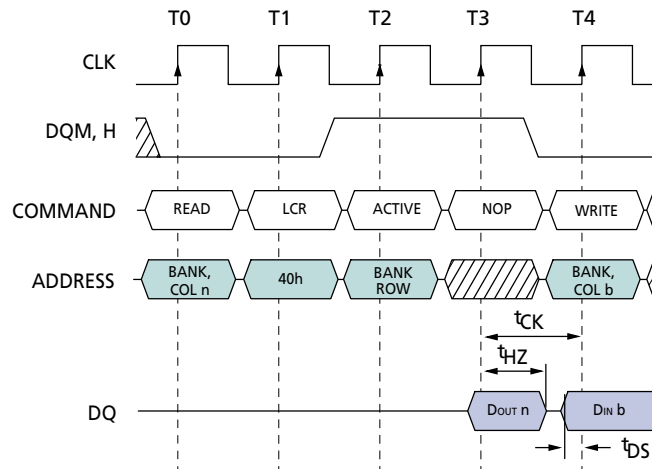 T0 T1 T2 T3 T4
CLK
DQM, H
COMMAND READ LCR ACTIVE NOP WRITE
ADDRESS BANK, COL n 40h BANK ROW BANK, COL b
tCK
tHZ
DQ DOUT n DIN b
tDS